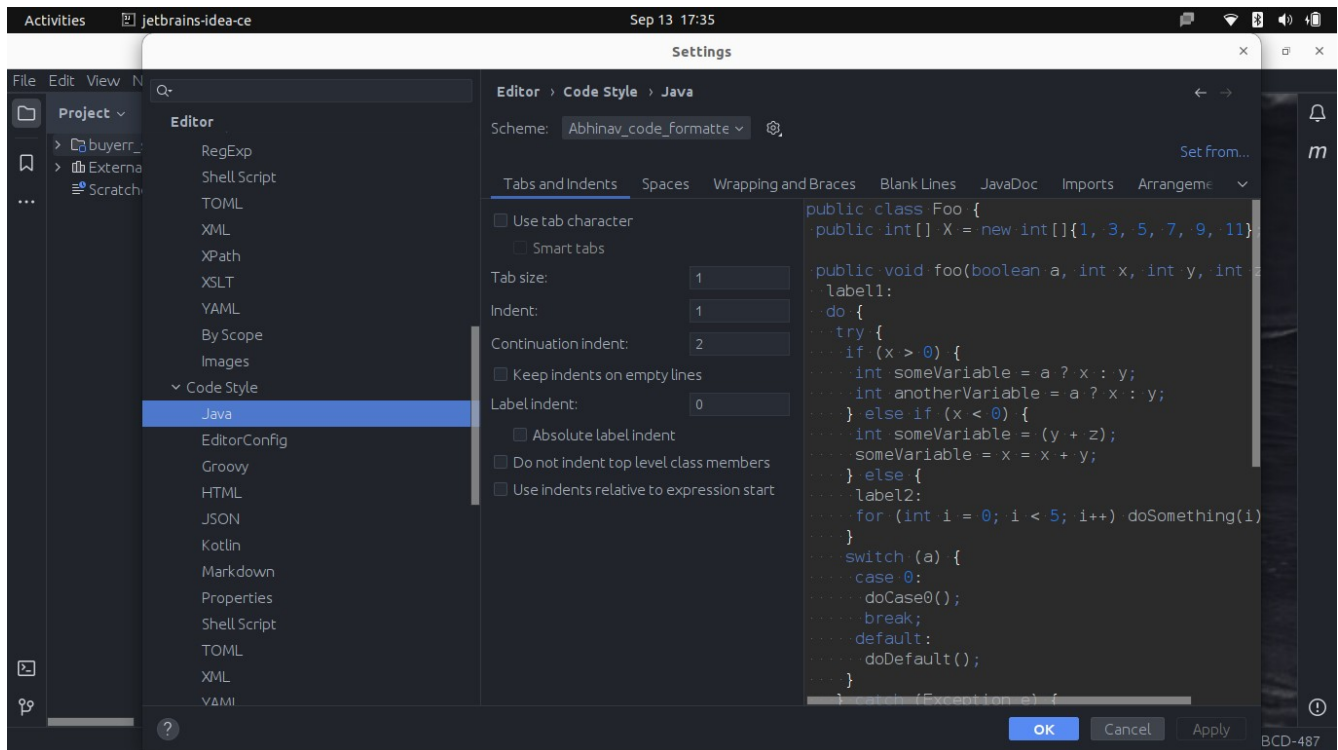 Activities jetbrains-idea-ce Sep 13 17:35
Settings
File Edit View N
Project
buyerr_
Externa
Scratch
Editor
RegExp
Shell Script
TOML
XML
XPath
XSLT
YAML
By Scope
Images
Code Style
Java
EditorConfig
Groovy
HTML
JSON
Kotlin
Markdown
Properties
Shell Script
TOML
XML
YAML
Editor › Code Style › Java
Scheme: Abhinav_code_formatte
Set from...
Tabs and Indents Spaces Wrapping and Braces Blank Lines JavaDoc Imports Arrangeme
Use tab character
Smart tabs
Tab size: 1
Indent: 1
Continuation indent: 2
Keep indents on empty lines
Label indent: 0
Absolute label indent
Do not indent top level class members
Use indents relative to expression start
public class Foo {
public int[] X = new int[]{1, 3, 5, 7, 9, 11};
public void foo(boolean a, int x, int y, int z
label1:
do {
try {
if (x > 0) {
int someVariable = a ? x : y;
int anotherVariable = a ? x : y;
} else if (x < 0) {
int someVariable = (y + z);
someVariable = x = x + y;
} else {
label2:
for (int i = 0; i < 5; i++) doSomething(i)
}
switch (a) {
case 0:
doCase0();
break;
default:
doDefault();
}
} catch (Exception e) {
m
?
OK Cancel Apply
BCD-487